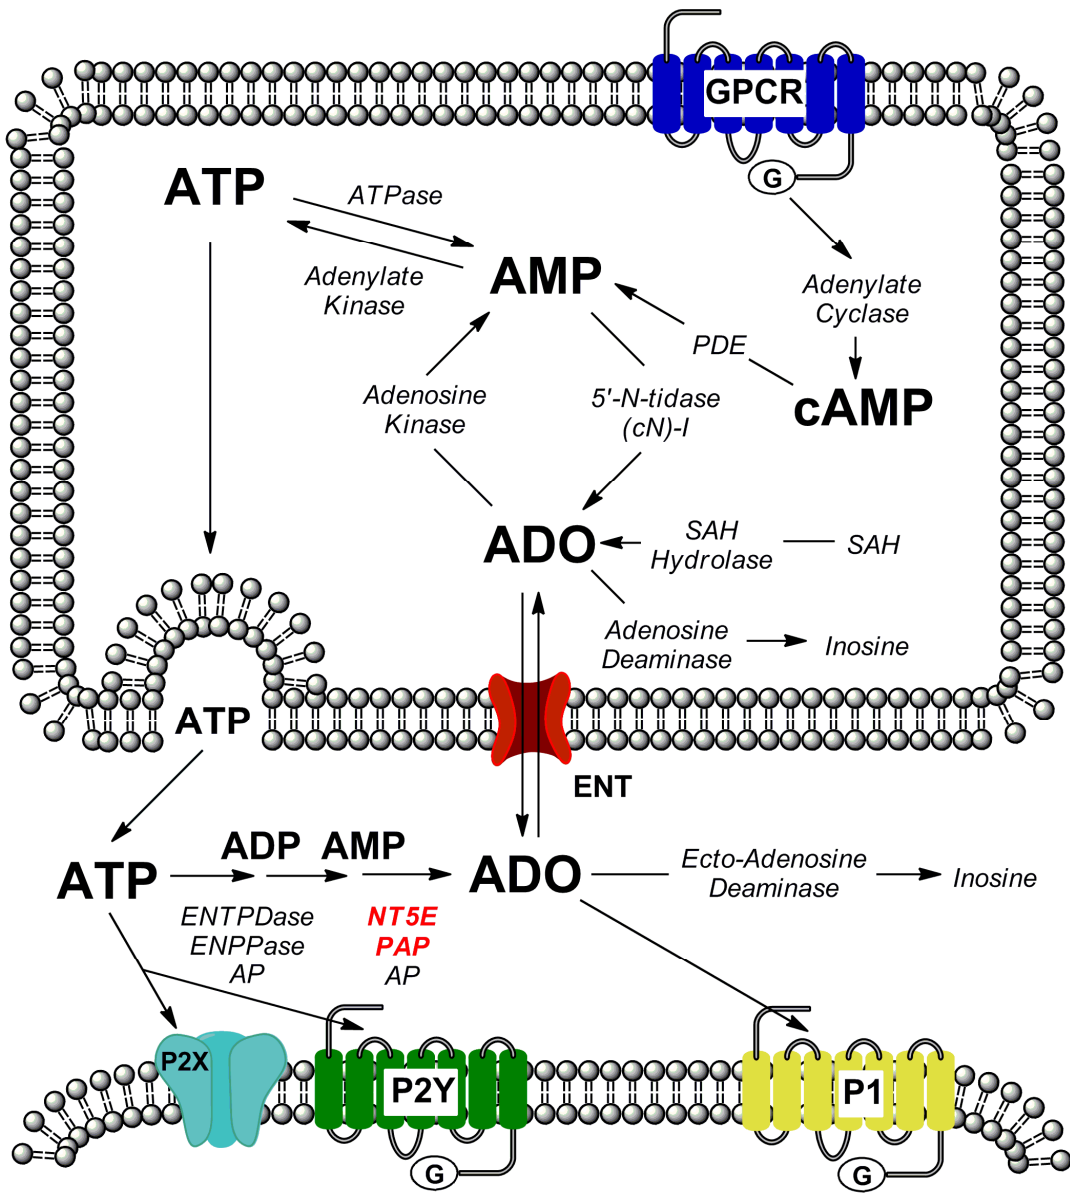 GPCR
G
ATP
ATPase
Adenylate
Kinase
AMP
Adenylate
Cyclase
PDE
cAMP
Adenosine
Kinase
5'-N-tidase
(cN)-I
ADO
SAH
Hydrolase
SAH
Adenosine
Deaminase
Inosine
ATP
ENT
ATP
ADP
AMP
ADO
Ecto-Adenosine
Deaminase
Inosine
ENTPDase
ENPPase
AP
NT5E
PAP
AP
P2X
P2Y
G
P1
G